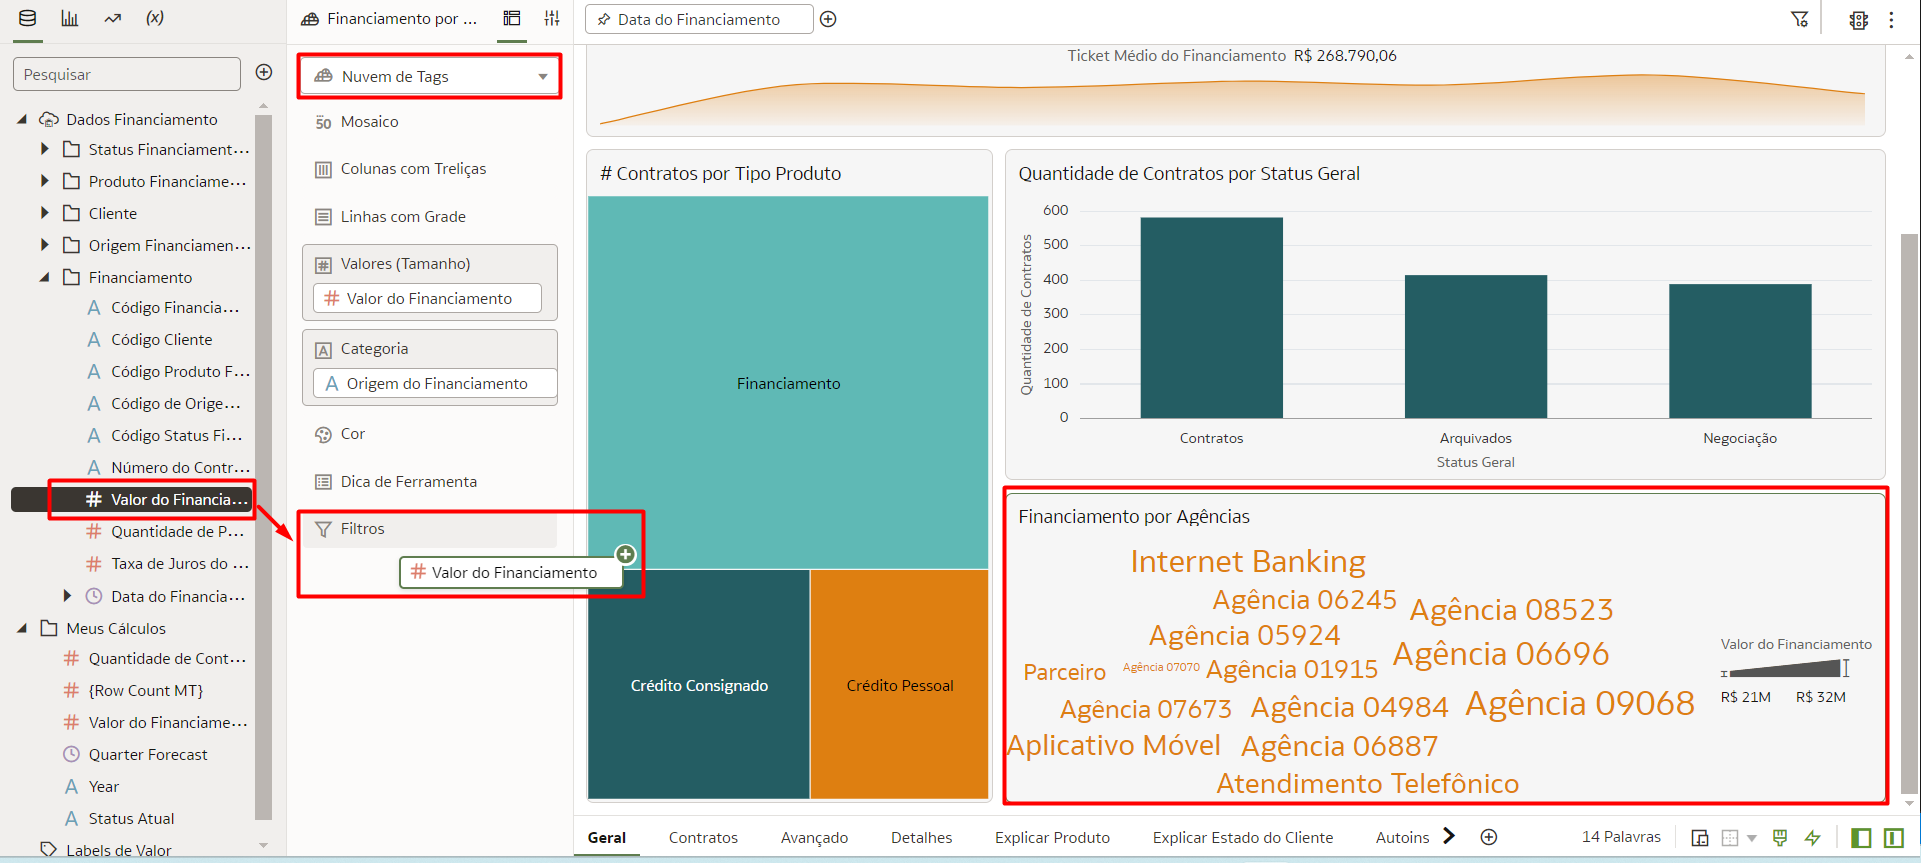 (x)
Pesquisar
Dados Financiamento
Status Financiament...
Produto Financiame...
Cliente
Origem Financiamen...
Financiamento
A Código Financia...
A Código Cliente
A Código Produto F...
A Código de Orige...
A Código Status Fi...
A Número do Contr...
# Valor do Financia...
# Quantidade de P...
# Taxa de Juros do ...
Data do Financia...
Meus Cálculos
# Quantidade de Cont...
# {Row Count MT}
# Valor do Financiame...
Quarter Forecast
A Year
A Status Atual
Labels de Valor
Financiamento por ...
Nuvem de Tags
50 Mosaico
Colunas com Treliças
Linhas com Grade
# Valores (Tamanho)
# Valor do Financiamento
A Categoria
A Origem do Financiamento
Cor
Dica de Ferramenta
Filtros
# Valor do Financiamento
Data do Financiamento
Ticket Médio do Financiamento R$ 268.790,06
# Contratos por Tipo Produto
Financiamento
Crédito Consignado
Crédito Pessoal
Quantidade de Contratos por Status Geral
Quantidade de Contratos
600
500
400
300
200
100
0
Contratos
Arquivados
Negociação
Status Geral
Financiamento por Agências
Internet Banking
Agência 06245
Agência 08523
Agência 05924
Agência 06696
Parceiro
Agência 07070
Agência 01915
Agência 07673
Agência 04984
Agência 09068
Aplicativo Móvel
Agência 06887
Atendimento Telefônico
Valor do Financiamento
R$ 21M
R$ 32M
Geral
Contratos
Avançado
Detalhes
Explicar Produto
Explicar Estado do Cliente
Autoins
14 Palavras